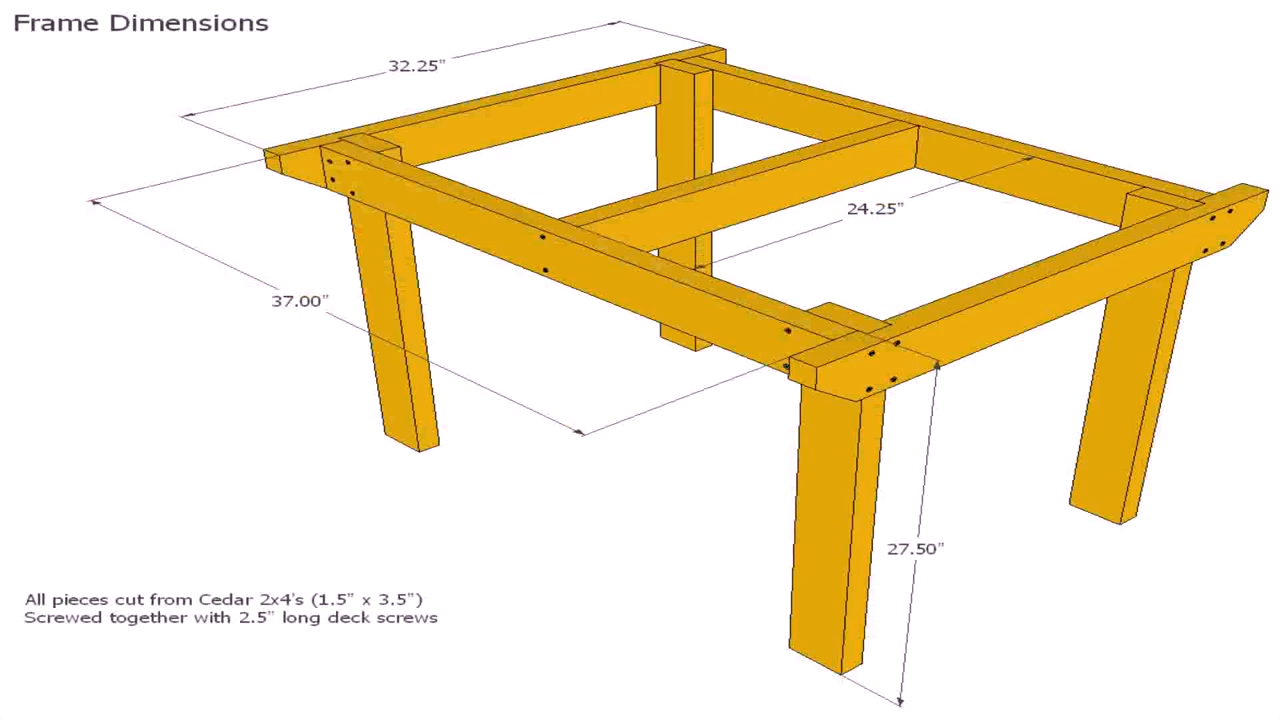 Frame Dimensions
32.25"
24.25"
37.00"
27.50"
All pieces cut from Cedar 2x4's (1.5" x 3.5")
Screwed together with 2.5" long deck screws